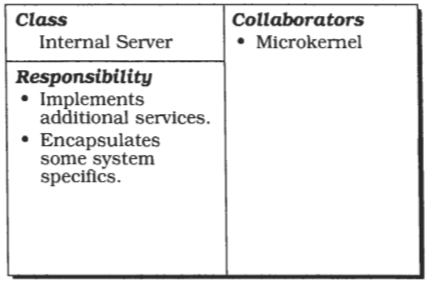 Class
Internal Server
Responsibility
• Implements
additional services.
• Encapsulates
some system
specifics.
Collaborators
• Microkernel